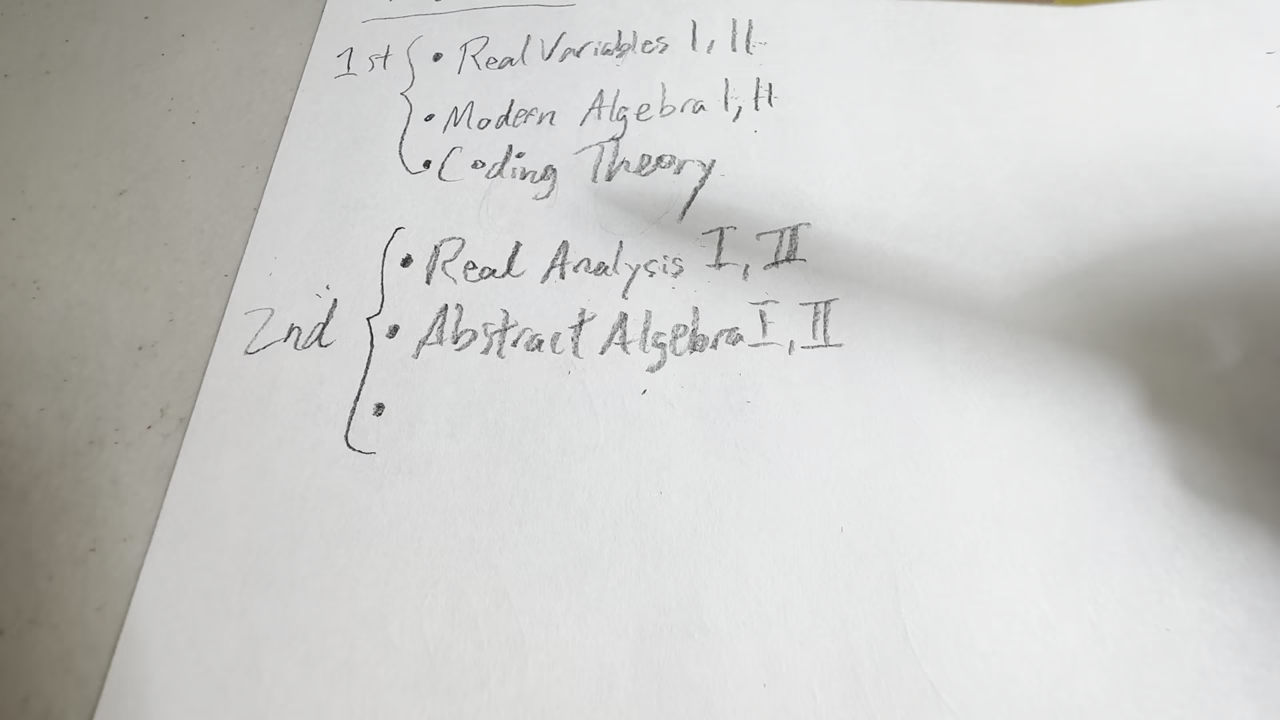 1st { • Real Variables I, II
• Modern Algebra I, II
• Coding Theory
2nd { • Real Analysis I, II
• Abstract Algebra I, II
•